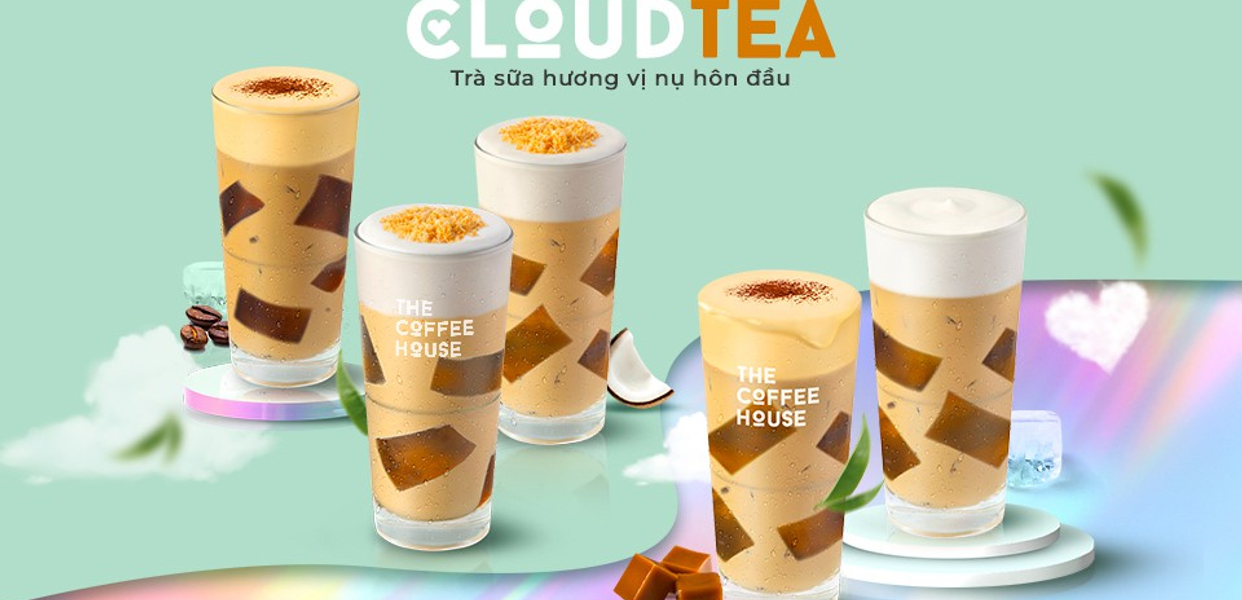 CLOUDTEA
Trà sữa hương vị nụ hôn đầu
THE
COFFEE
HOUSE
THE
COFFEE
HOUSE